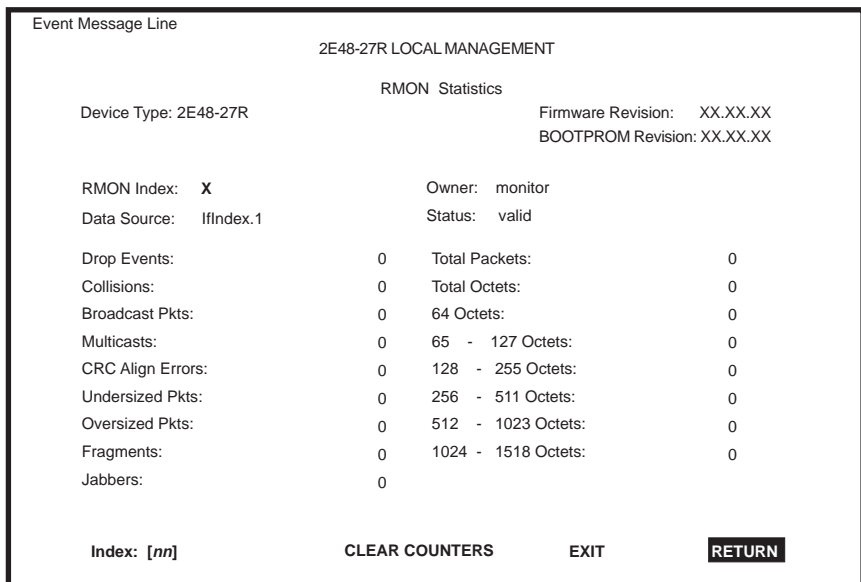 Event Message Line
2E48-27R LOCAL MANAGEMENT
RMON Statistics
Device Type: 2E48-27R Firmware Revision: XX.XX.XX
BOOTPROM Revision: XX.XX.XX
RMON Index: X Owner: monitor
Data Source: IfIndex.1 Status: valid
Drop Events: 0 Total Packets: 0
Collisions: 0 Total Octets: 0
Broadcast Pkts: 0 64 Octets: 0
Multicasts: 0 65 - 127 Octets: 0
CRC Align Errors: 0 128 - 255 Octets: 0
Undersized Pkts: 0 256 - 511 Octets: 0
Oversized Pkts: 0 512 - 1023 Octets: 0
Fragments: 0 1024 - 1518 Octets: 0
Jabbers: 0
Index: [nn] CLEAR COUNTERS EXIT RETURN